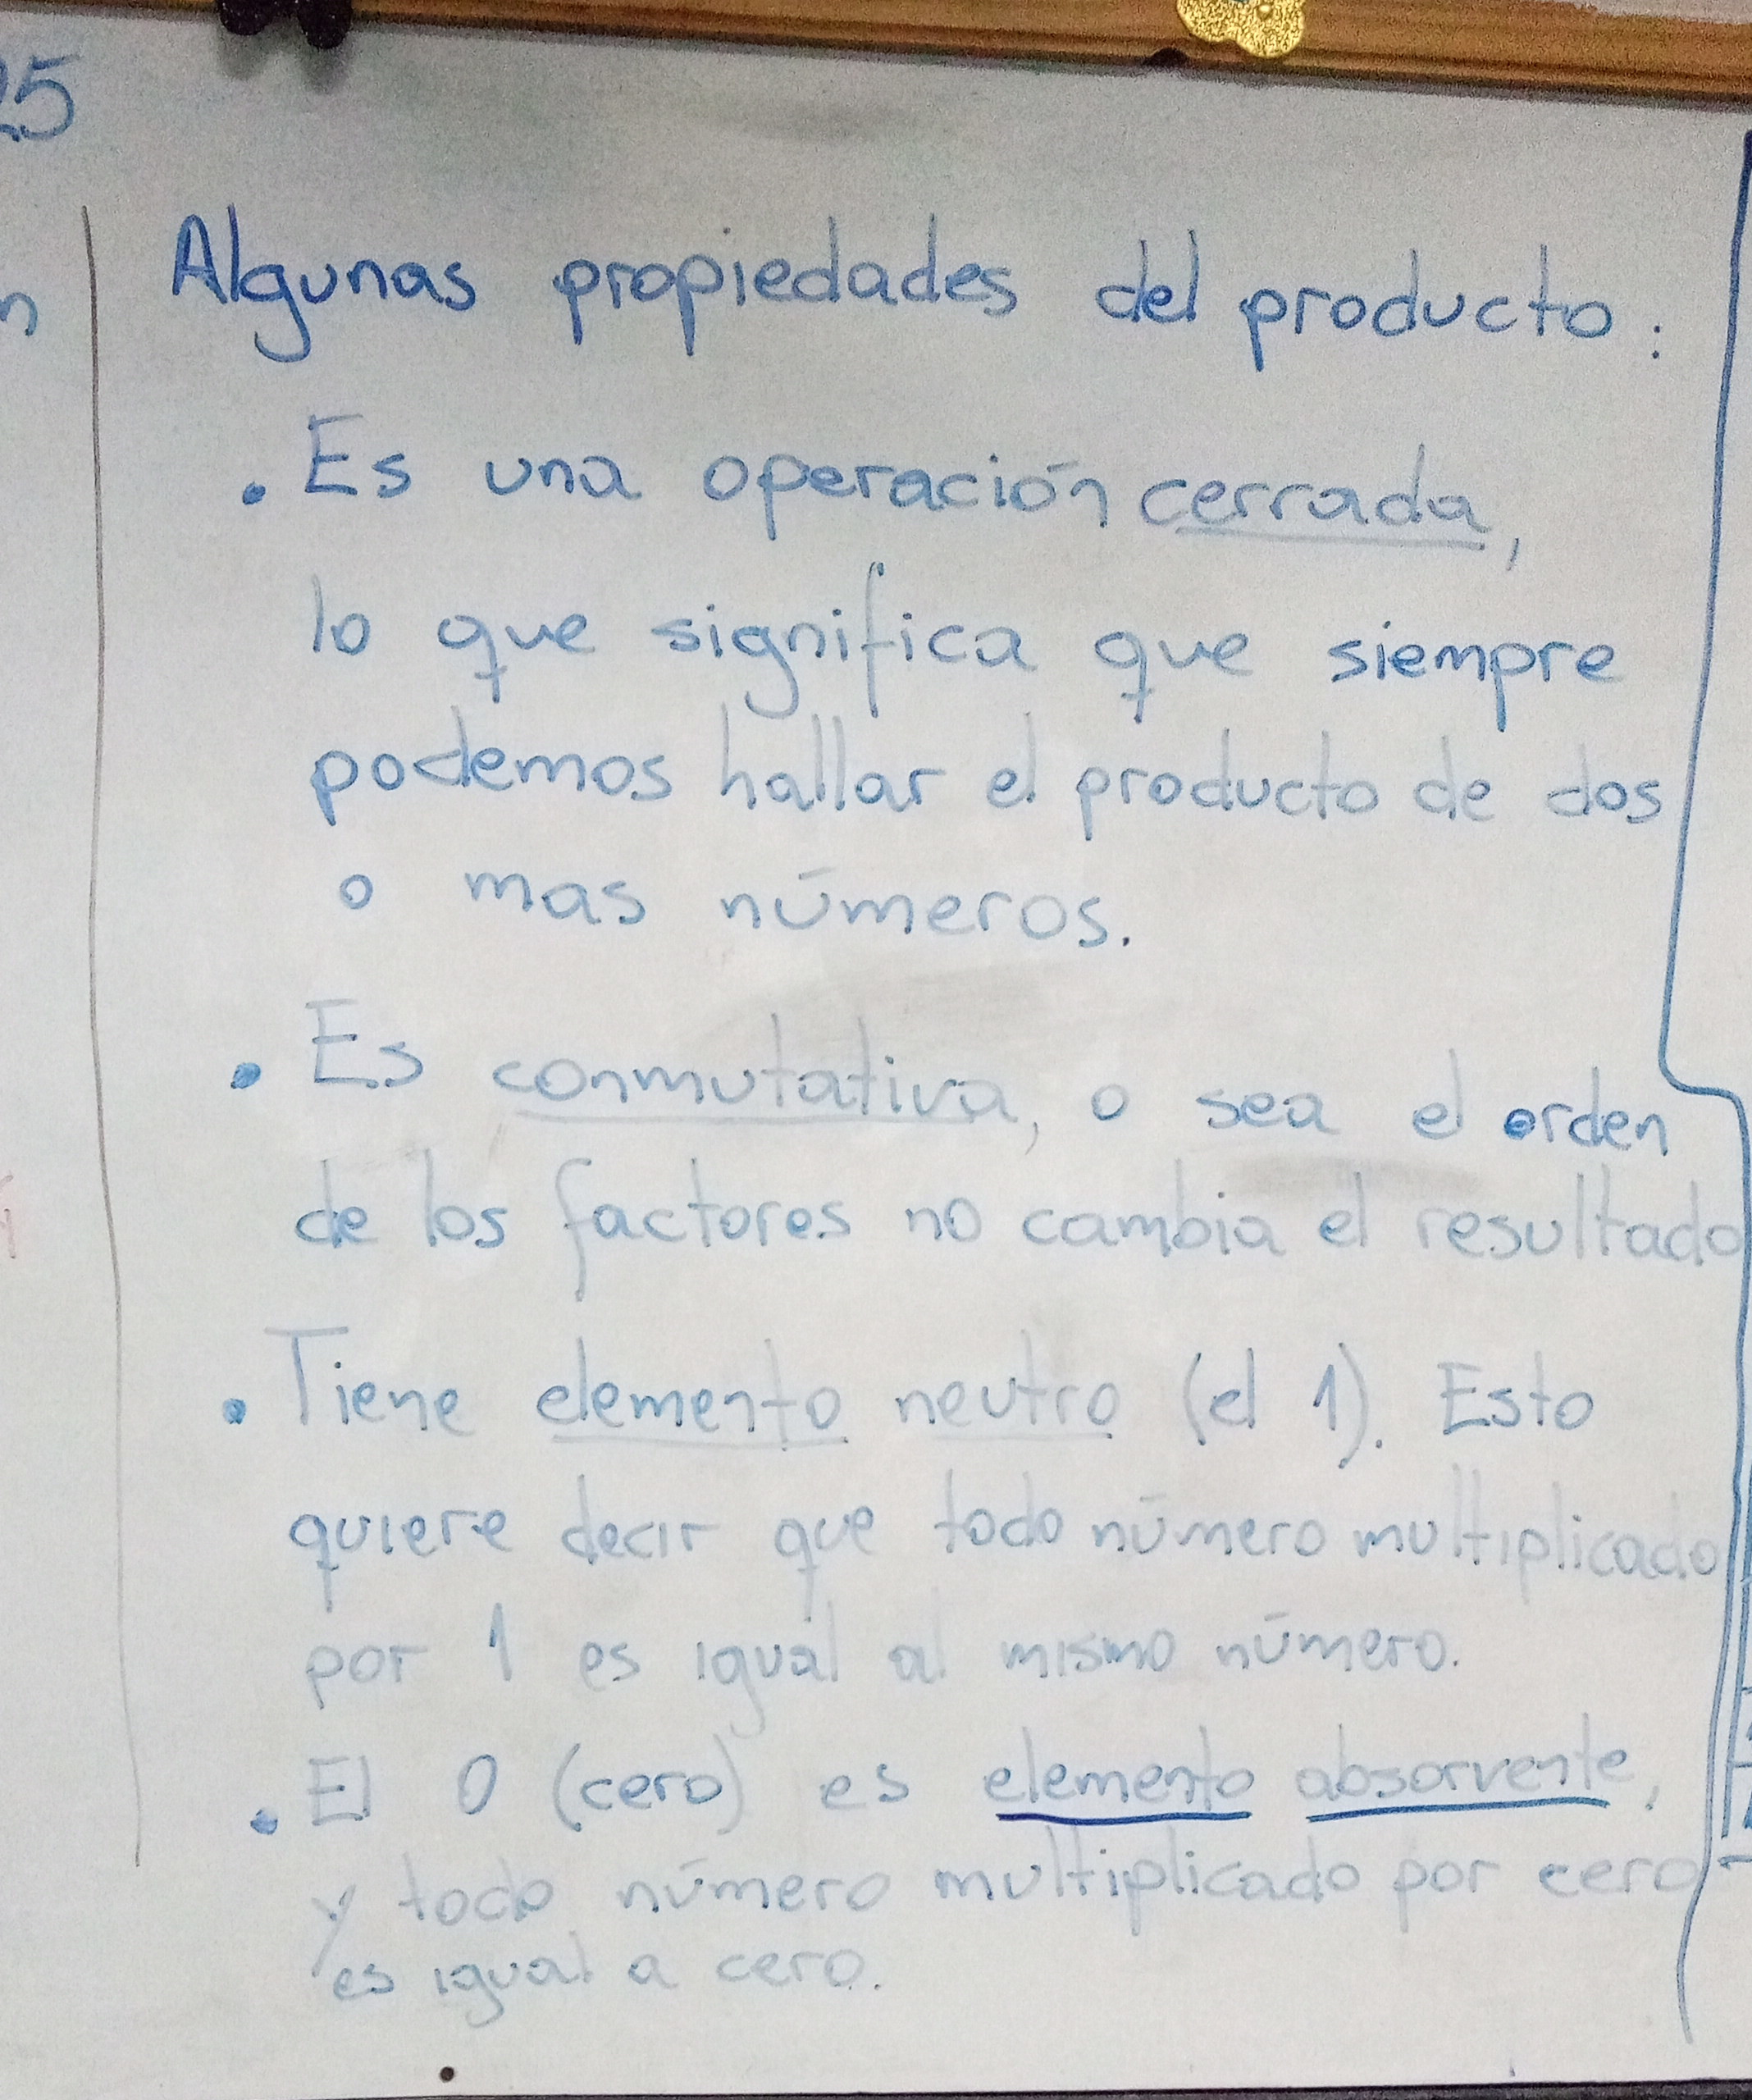 25
n
Algunas propiedades del producto:
. Es una operación cerrada,
lo que significa que siempre
podemos hallar el producto de dos
o mas números.
. Es conmutativa, o sea el orden
de los factores no cambia el resultado
. Tiene elemento neutro (el 1). Esto
quiere decir que todo número multiplicado
por 1 es igual al mismo número.
. El 0 (cero) es elemento absorvente,
y todo número multiplicado por cero
es igual a cero.